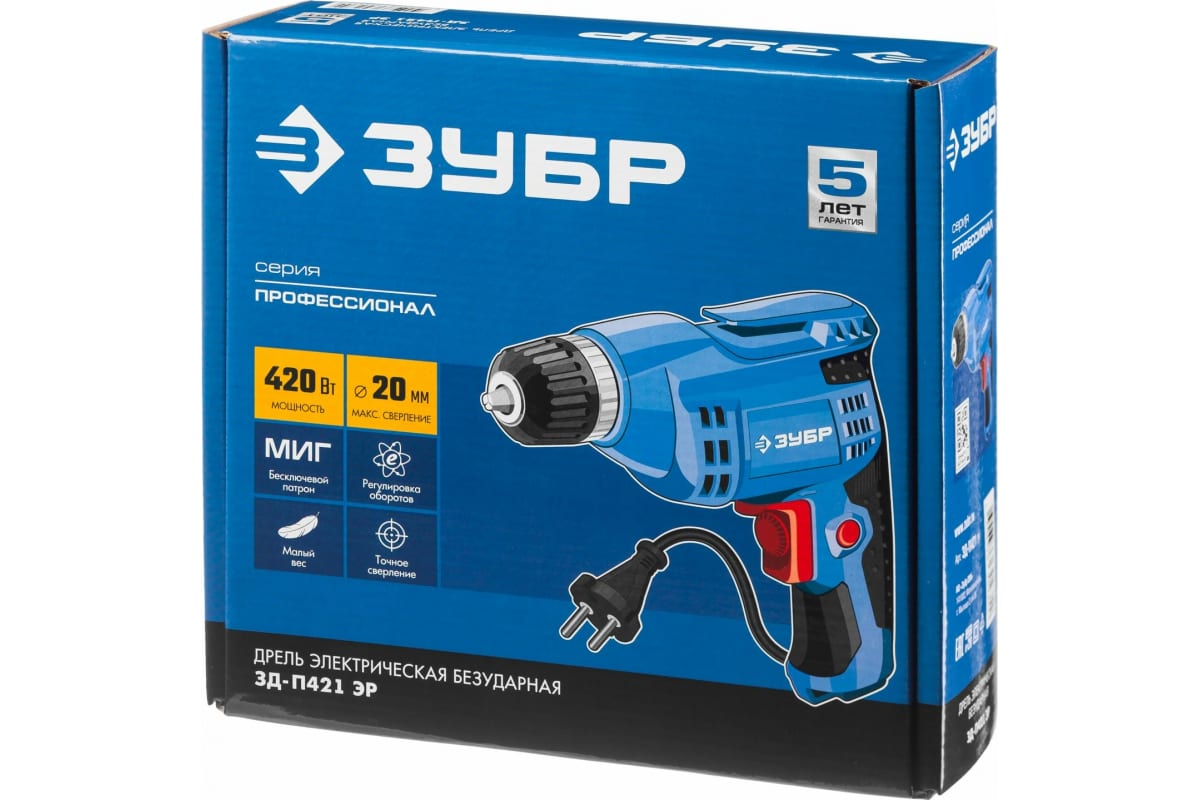 ЗУБР
ЗУБР
5
лет
ГАРАНТИЯ
серия
ПРОФЕССИОНАЛ
420 Вт
МОЩНОСТЬ
⌀ 20 мм
МАКС. СВЕРЛЕНИЕ
МИГ
Бесключевой
патрон
е
Регулировка
оборотов
Малый
вес
Точное
сверление
ЗУБР
ДРЕЛЬ ЭЛЕКТРИЧЕСКАЯ БЕЗУДАРНАЯ
ЗД-П421 ЭР
ЗУБР
серия
ПРОФЕССИОНАЛ